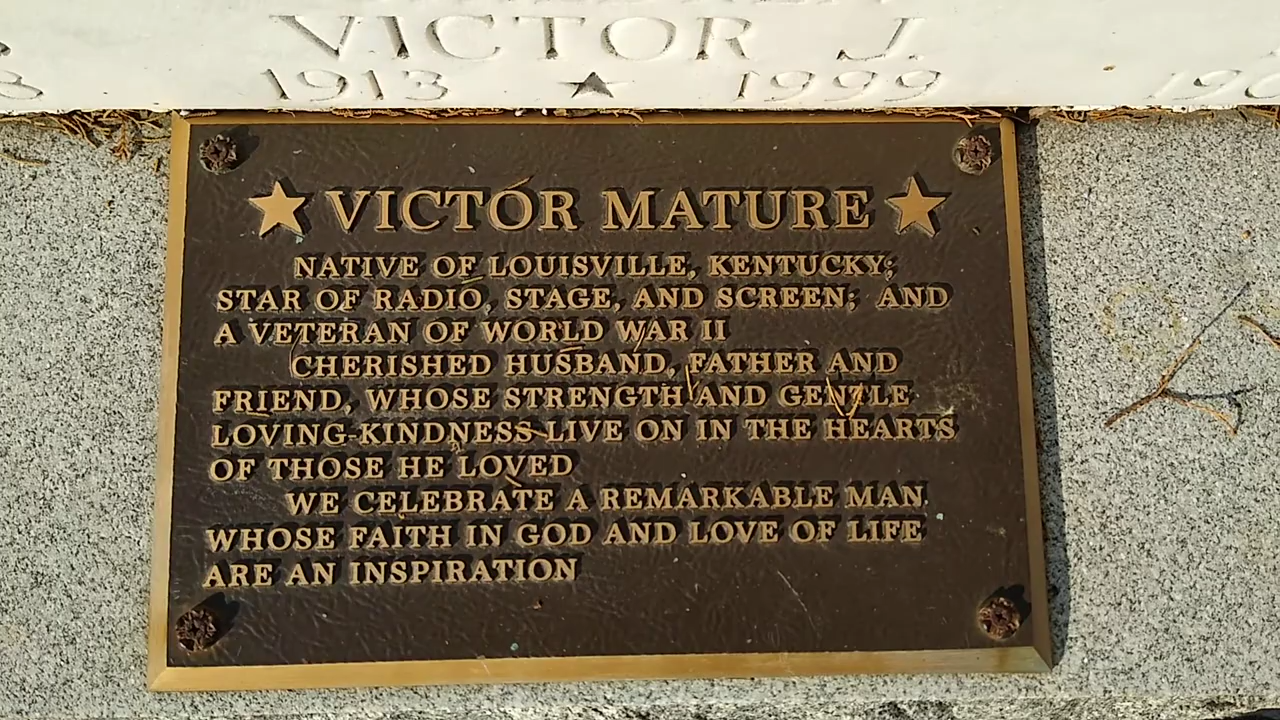 VICTOR J.
1913 ★ 1999
★ VICTOR MATURE ★
NATIVE OF LOUISVILLE, KENTUCKY;
STAR OF RADIO, STAGE, AND SCREEN; AND
A VETERAN OF WORLD WAR II
CHERISHED HUSBAND, FATHER AND
FRIEND, WHOSE STRENGTH AND GENTLE
LOVING-KINDNESS LIVE ON IN THE HEARTS
OF THOSE HE LOVED
WE CELEBRATE A REMARKABLE MAN
WHOSE FAITH IN GOD AND LOVE OF LIFE
ARE AN INSPIRATION